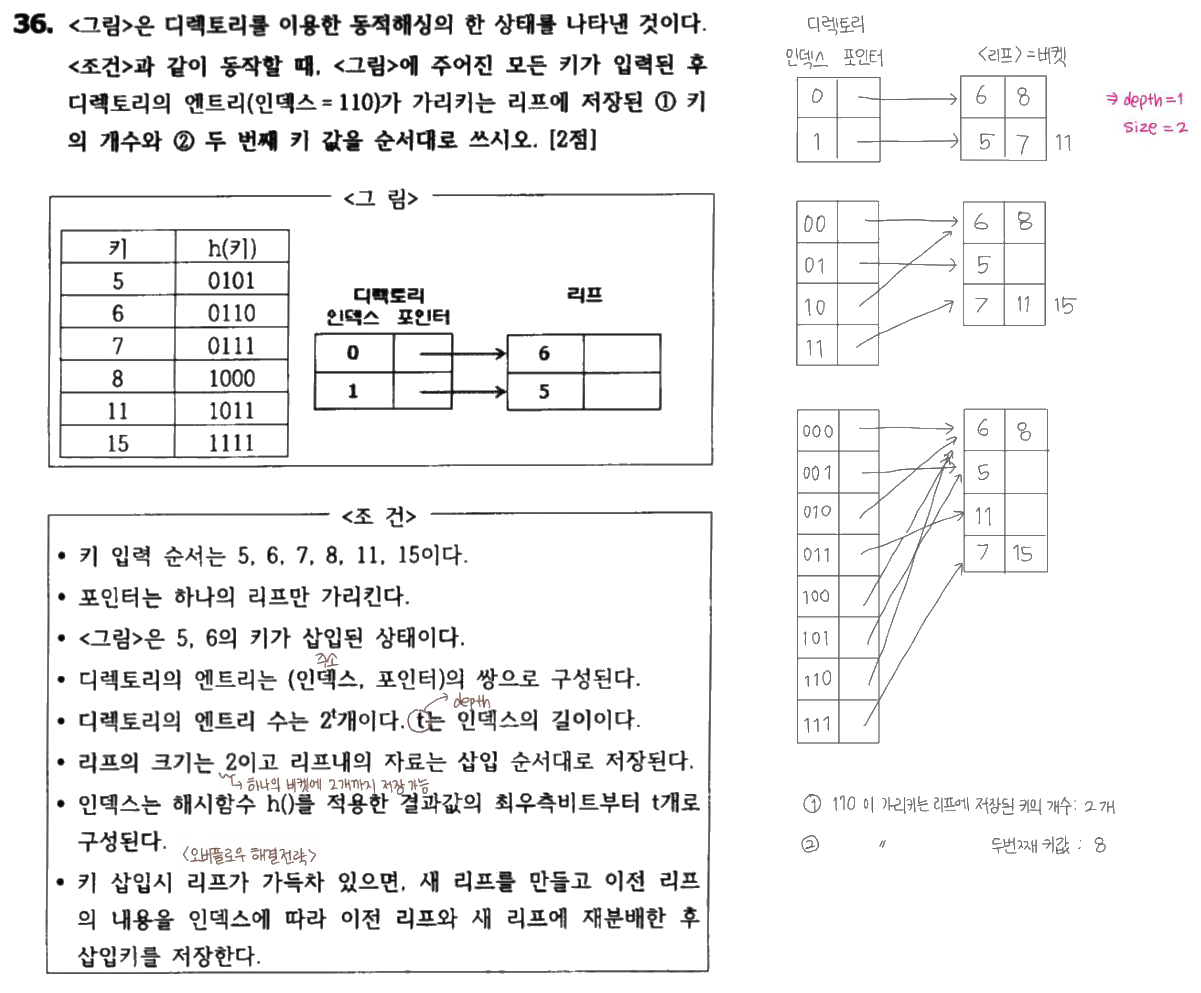 36. <그림>은 디렉토리를 이용한 동적해싱의 한 상태를 나타낸 것이다.
<조건>과 같이 동작할 때, <그림>에 주어진 모든 키가 입력된 후
디렉토리의 엔트리(인덱스 = 110)가 가리키는 리프에 저장된 ① 키
의 개수와 ② 두 번째 키 값을 순서대로 쓰시오. [2점]
<그 림>
키 h(키)
5 0101
6 0110
7 0111
8 1000
11 1011
15 1111
디렉토리 리프
인덱스 포인터
0 6
1 5
<조 건>
• 키 입력 순서는 5, 6, 7, 8, 11, 15이다.
• 포인터는 하나의 리프만 가리킨다.
• <그림>은 5, 6의 키가 삽입된 상태이다.
주소
• 디렉토리의 엔트리는 (인덱스, 포인터)의 쌍으로 구성된다.
depth
• 디렉토리의 엔트리 수는 2ᵗ개이다. t는 인덱스의 길이이다.
• 리프의 크기는 2이고 리프내의 자료는 삽입 순서대로 저장된다.
↳ 하나의 버켓에 2개까지 저장가능
• 인덱스는 해시함수 h()를 적용한 결과값의 최우측비트부터 t개로
구성된다.
<오버플로우 해결전략>
• 키 삽입시 리프가 가득차 있으면, 새 리프를 만들고 이전 리프
의 내용을 인덱스에 따라 이전 리프와 새 리프에 재분배한 후
삽입키를 저장한다.
디렉토리
인덱스 포인터 <리프>=버켓
0 6 8
1 5 7 11
⇒ depth=1
size=2
00 6 8
01 5
10 7 11 15
11
000 6 8
001 5
010 11
011 7 15
100
101
110
111
① 110 이 가리키는 리프에 저장된 키의 개수: 2개
② 〃 두번째 키값 : 8